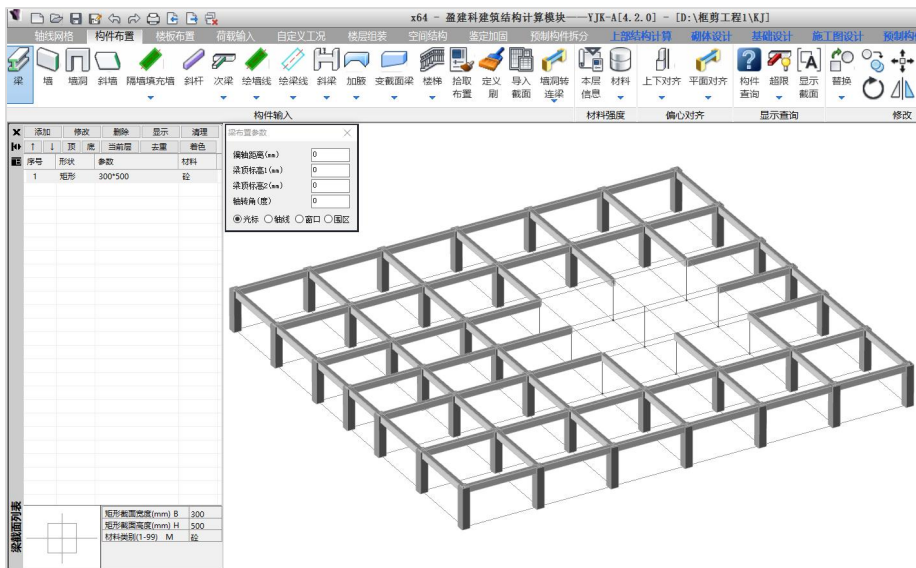 x64 - 盈建科建筑结构计算模块——YJK-A[4.2.0] - [D:\框剪工程1\KJ]
轴线网格 构件布置 楼板布置 荷载输入 自定义工况 楼层组装 空间结构 鉴定加固 预制构件拆分 上部结构计算 砌体设计 基础设计 施工图设计 预制构
梁 墙 墙洞 斜墙 隔墙填充墙 斜杆 次梁 绘墙线 绘梁线 斜梁 加腋 变截面梁 楼梯 拾取布置 定义刷 导入截面 墙洞转连梁 本层信息 材料 上下对齐 平面对齐 构件查询 超限 显示截面 替换
构件输入 材料强度 偏心对齐 显示查询 修改
添加 修改 删除 显示 清理
↑ ↓ 顶 底 当前层 去重 着色
序号 形状 参数 材料
1 矩形 300*500 砼
梁布置参数
偏轴距离(mm) 0
梁顶标高1(mm) 0
梁顶标高2(mm) 0
轴转角(度) 0
光标 轴线 窗口 围区
梁截面列表
矩形截面宽度(mm) B 300
矩形截面高度(mm) H 500
材料类别(1-99) M 砼